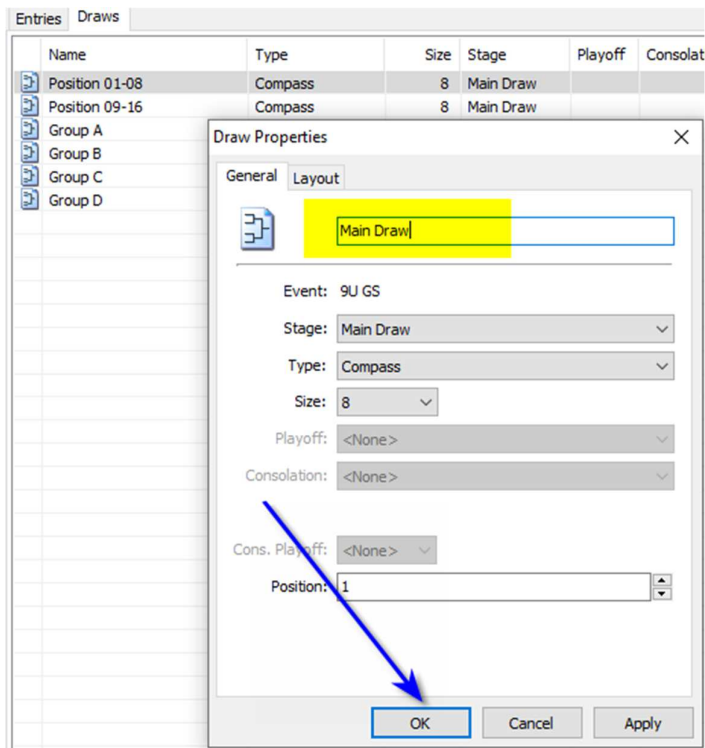 Entries Draws
Name Type Size Stage Playoff Consolat
Position 01-08 Compass 8 Main Draw
Position 09-16 Compass 8 Main Draw
Group A
Group B
Group C
Group D
Draw Properties
General Layout
Main Draw
Event: 9U GS
Stage: Main Draw
Type: Compass
Size: 8
Playoff: <None>
Consolation: <None>
Cons. Playoff: <None>
Position: 1
OK Cancel Apply